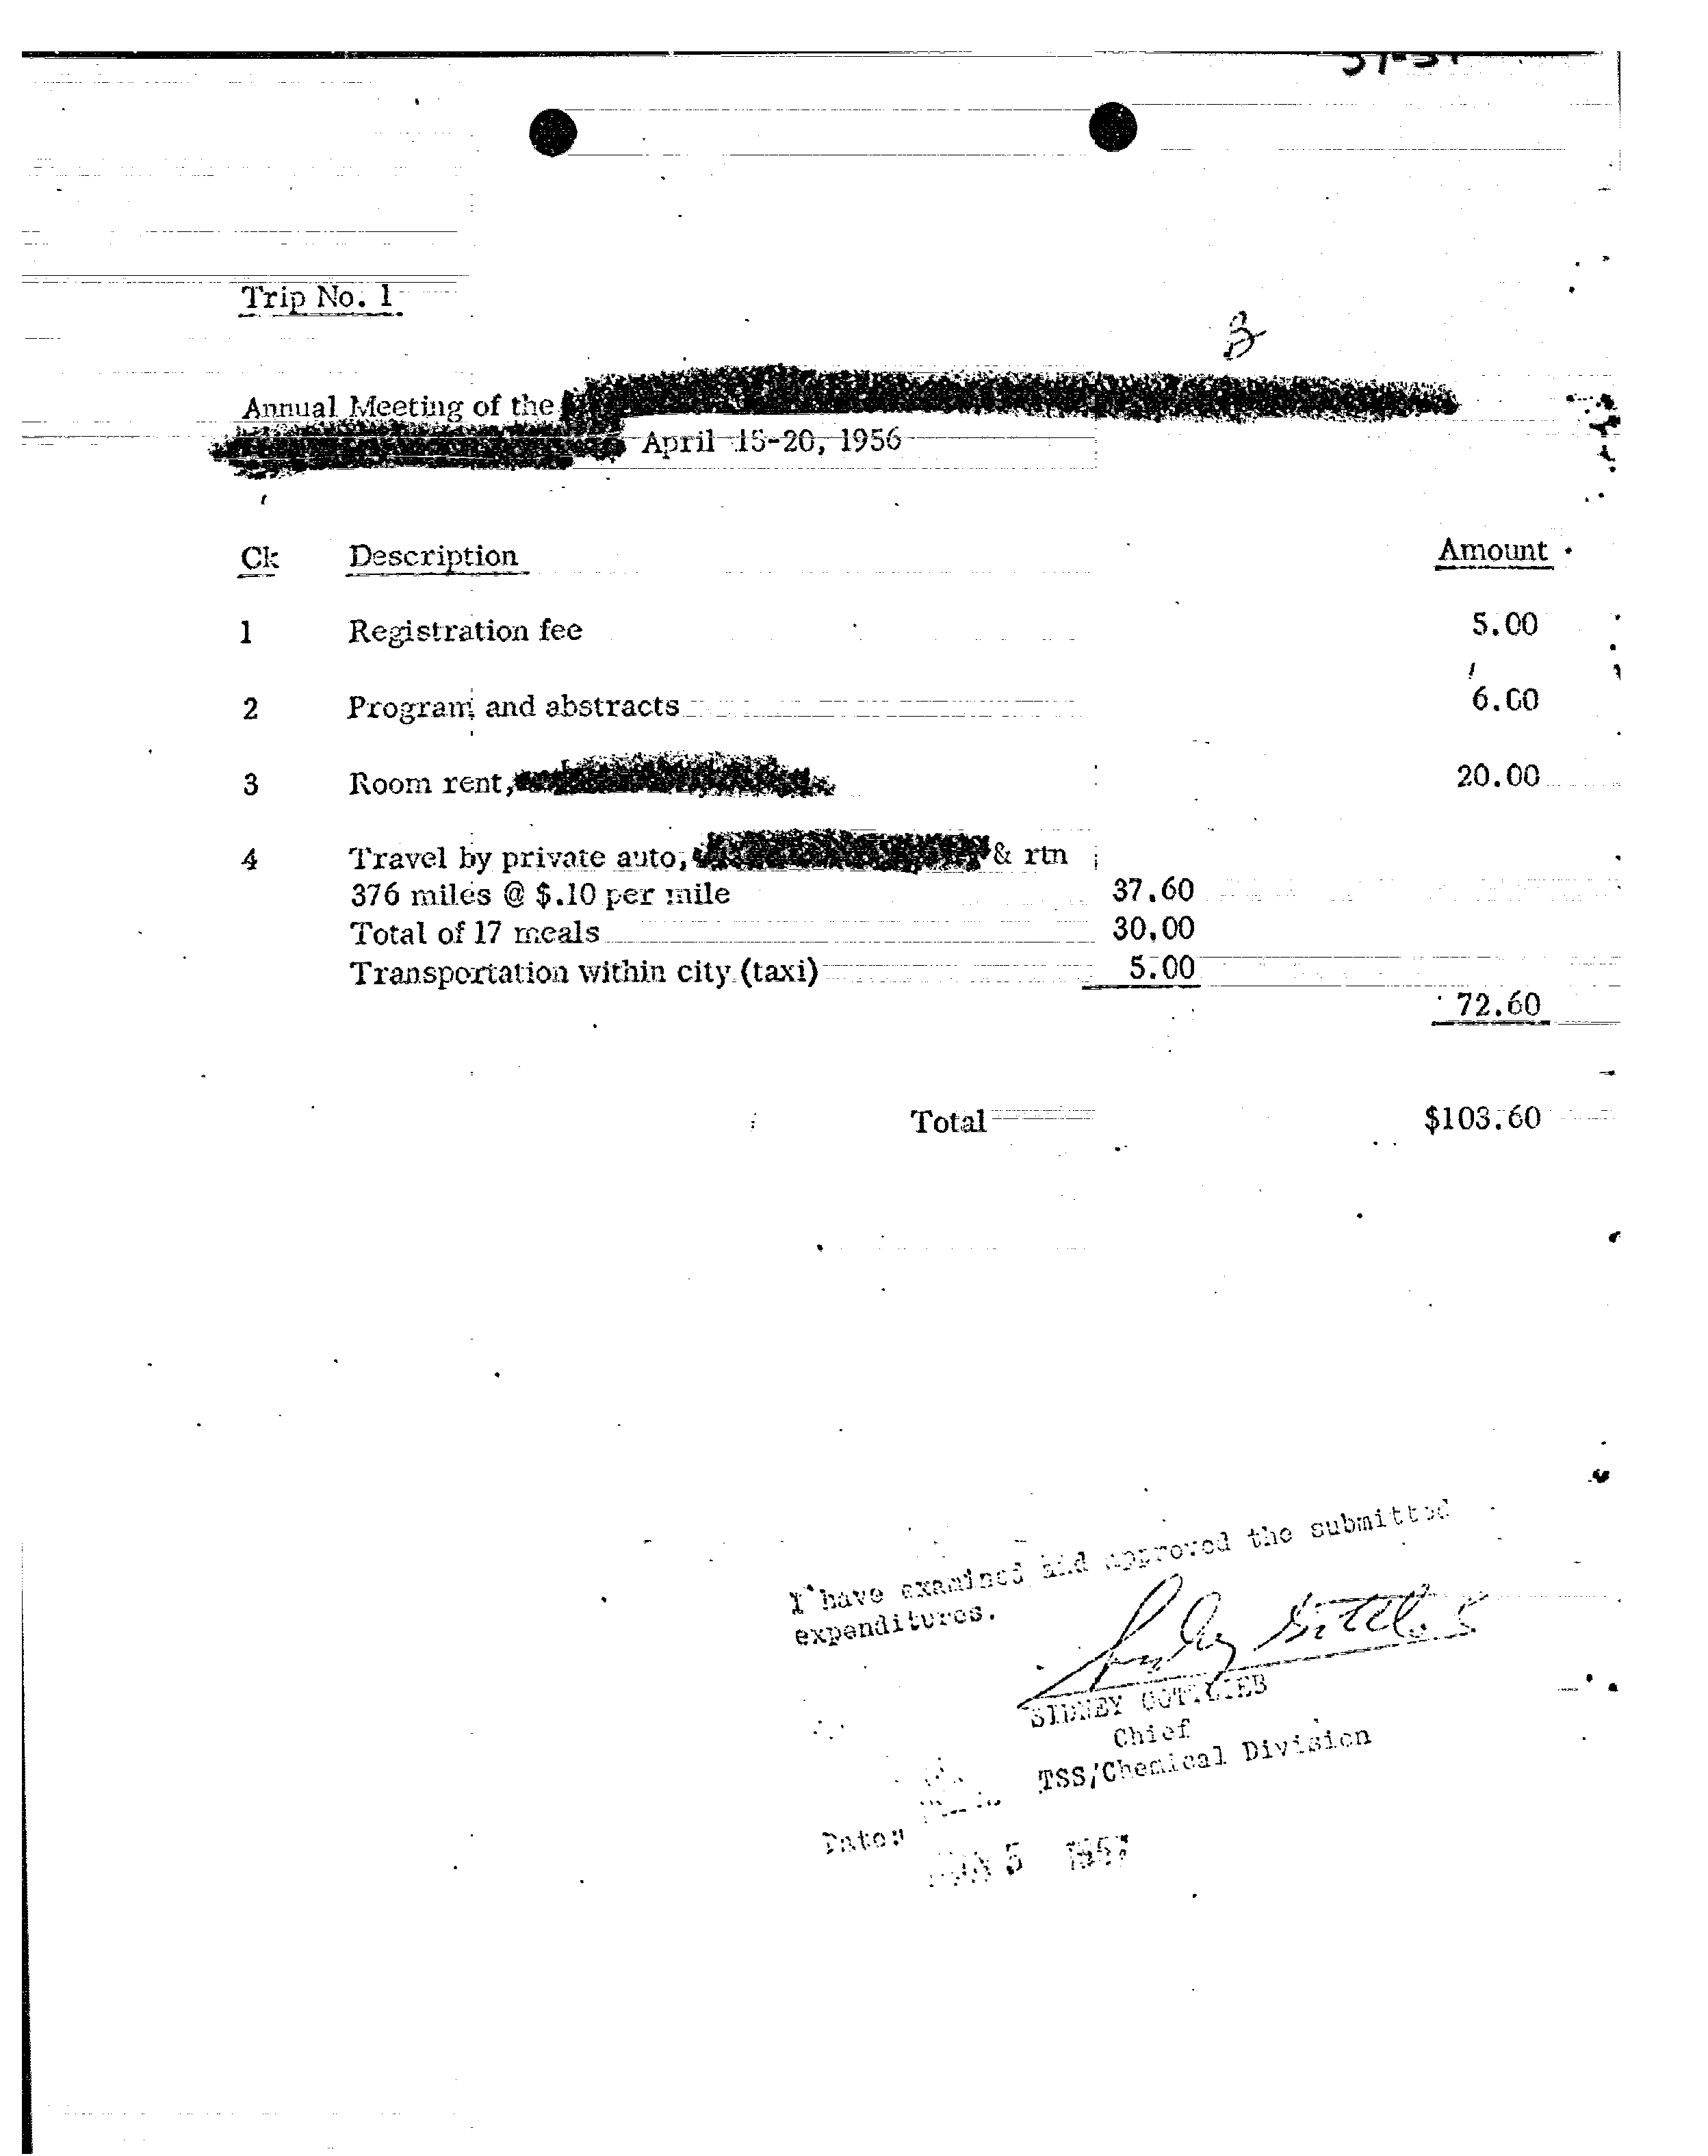 Trip No. 1
B
Annual Meeting of the
April 15-20, 1956
Ck Description Amount
1 Registration fee 5.00
2 Program and abstracts 6.00
3 Room rent, 20.00
4 Travel by private auto, & rtn
376 miles @ $.10 per mile 37.60
Total of 17 meals 30.00
Transportation within city (taxi) 5.00
72.60
Total $103.60
I have examined and approved the submitted
expenditures.
Sidney Gottlieb
SIDNEY GOTTLIEB
Chief
TSS/Chemical Division
Date:
5 1957